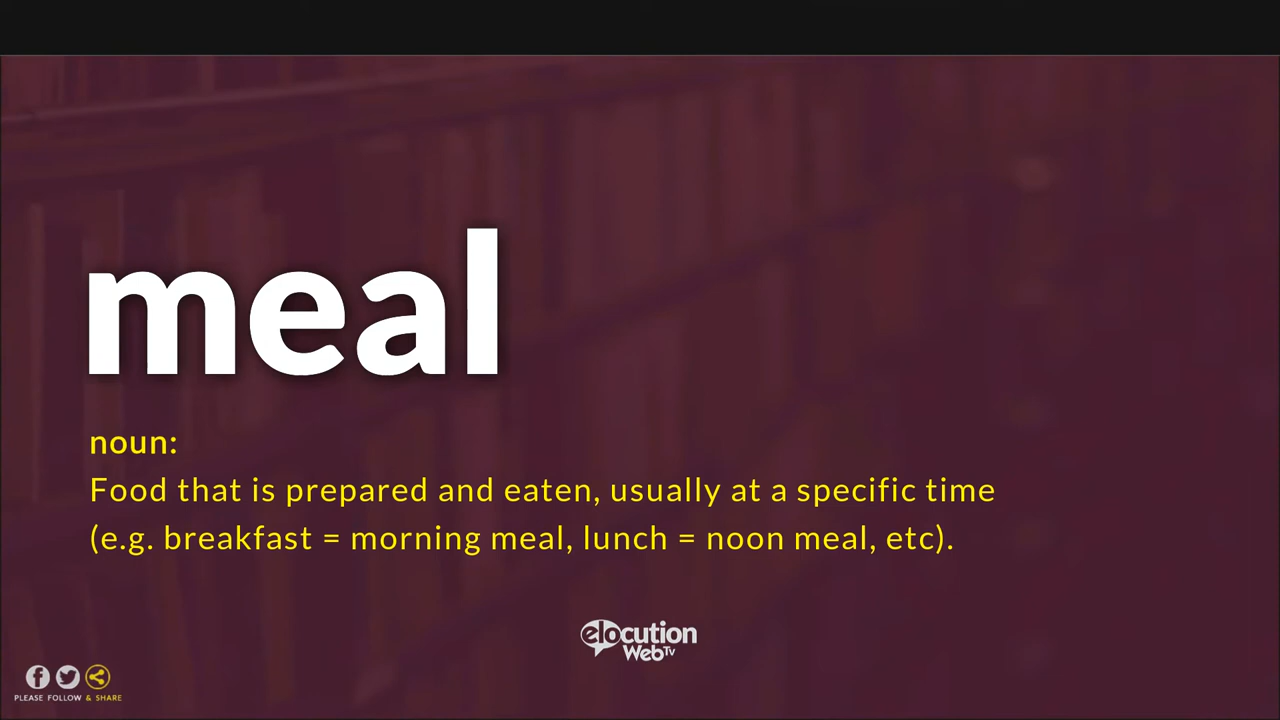 meal
noun:
Food that is prepared and eaten, usually at a specific time
(e.g. breakfast = morning meal, lunch = noon meal, etc).
elocution
WebTv
PLEASE FOLLOW & SHARE